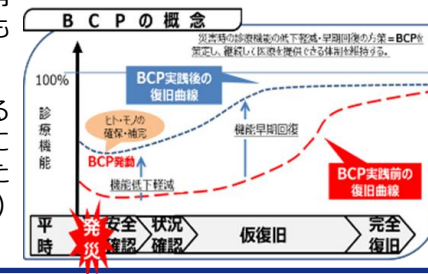 BCPの概念
災害時の診療機能の低下軽減・早期回復の方策=BCPを
策定し、継続して医療を提供できる体制を維持する。
100%
診療機能
BCP実践後の
復旧曲線
ヒト・モノの
確保・補完
BCP発動
機能低下軽減
機能早期回復
BCP実践前の
復旧曲線
平時
発災
安全確認
状況確認
仮復旧
完全復旧
も
る
に
た
)